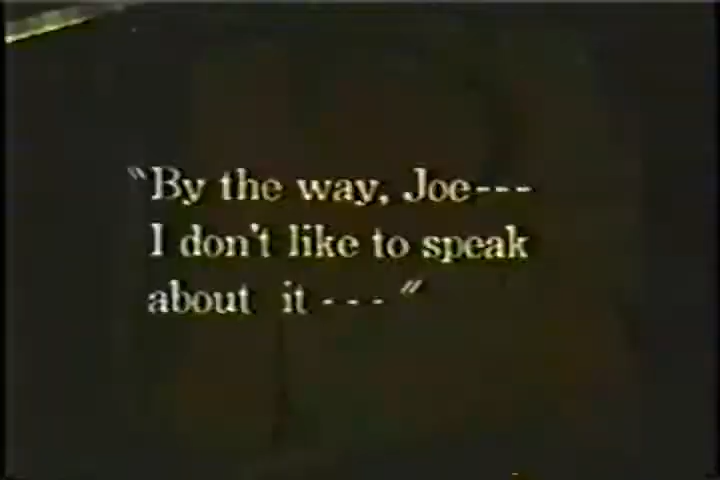 "By the way, Joe---
I don't like to speak
about it - - - "